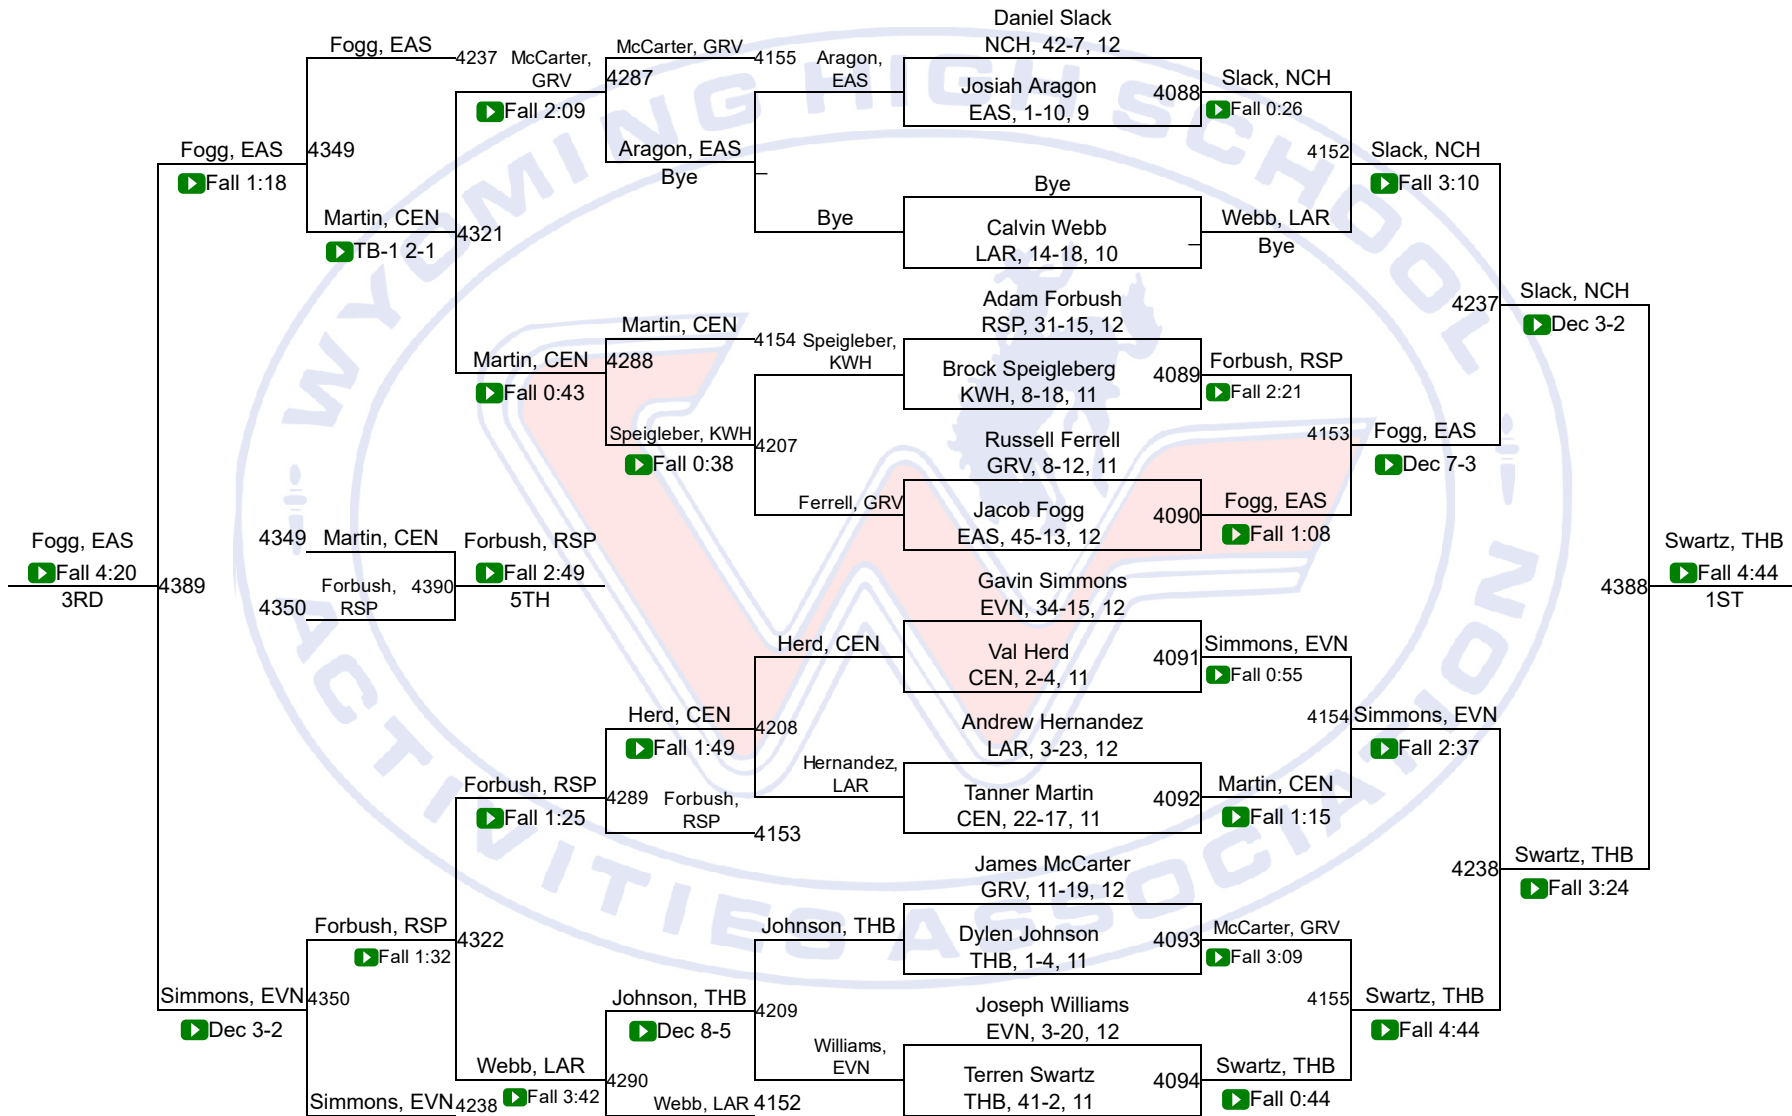 Daniel Slack
NCH, 42-7, 12
Fogg, EAS
4237
McCarter,
GRV
McCarter, GRV
4155
Aragon,
EAS
4287
Josiah Aragon
EAS, 1-10, 9
4088
Slack, NCH
Fall 0:26
Fall 2:09
Fogg, EAS
4349
Fall 1:18
Aragon, EAS
Bye
4152
Slack, NCH
Fall 3:10
Bye
Martin, CEN
4321
TB-1 2-1
Bye
Calvin Webb
LAR, 14-18, 10
Webb, LAR
Bye
Adam Forbush
RSP, 31-15, 12
4237
Slack, NCH
Dec 3-2
Martin, CEN
4154
Speigleber,
KWH
Martin, CEN
4288
Fall 0:43
Brock Speigleberg
KWH, 8-18, 11
4089
Forbush, RSP
Fall 2:21
Speigleber, KWH
4207
Fall 0:38
Russell Ferrell
GRV, 8-12, 11
4153
Fogg, EAS
Dec 7-3
Ferrell, GRV
Jacob Fogg
EAS, 45-13, 12
4090
Fogg, EAS
Fall 1:08
Fogg, EAS
Fall 4:20
3RD
4389
4349
Martin, CEN
Forbush,
RSP
4350
4390
Forbush, RSP
Fall 2:49
5TH
Gavin Simmons
EVN, 34-15, 12
4388
Swartz, THB
Fall 4:44
1ST
Herd, CEN
Val Herd
CEN, 2-4, 11
4091
Simmons, EVN
Fall 0:55
Herd, CEN
4208
Fall 1:49
Andrew Hernandez
LAR, 3-23, 12
4154
Simmons, EVN
Fall 2:37
Hernandez,
LAR
Forbush, RSP
4289
Fall 1:25
Forbush,
RSP
4153
Tanner Martin
CEN, 22-17, 11
4092
Martin, CEN
Fall 1:15
James McCarter
GRV, 11-19, 12
4238
Swartz, THB
Fall 3:24
Forbush, RSP
4322
Fall 1:32
Johnson, THB
Dylen Johnson
THB, 1-4, 11
4093
McCarter, GRV
Fall 3:09
Simmons, EVN
4350
Dec 3-2
Johnson, THB
4209
Dec 8-5
Joseph Williams
EVN, 3-20, 12
4155
Swartz, THB
Fall 4:44
Williams,
EVN
Webb, LAR
4290
Fall 3:42
Terren Swartz
THB, 41-2, 11
4094
Swartz, THB
Fall 0:44
Simmons, EVN
4238
Webb, LAR
4152
WYOMING HIGH SCHOOL
ACTIVITIES ASSOCIATION